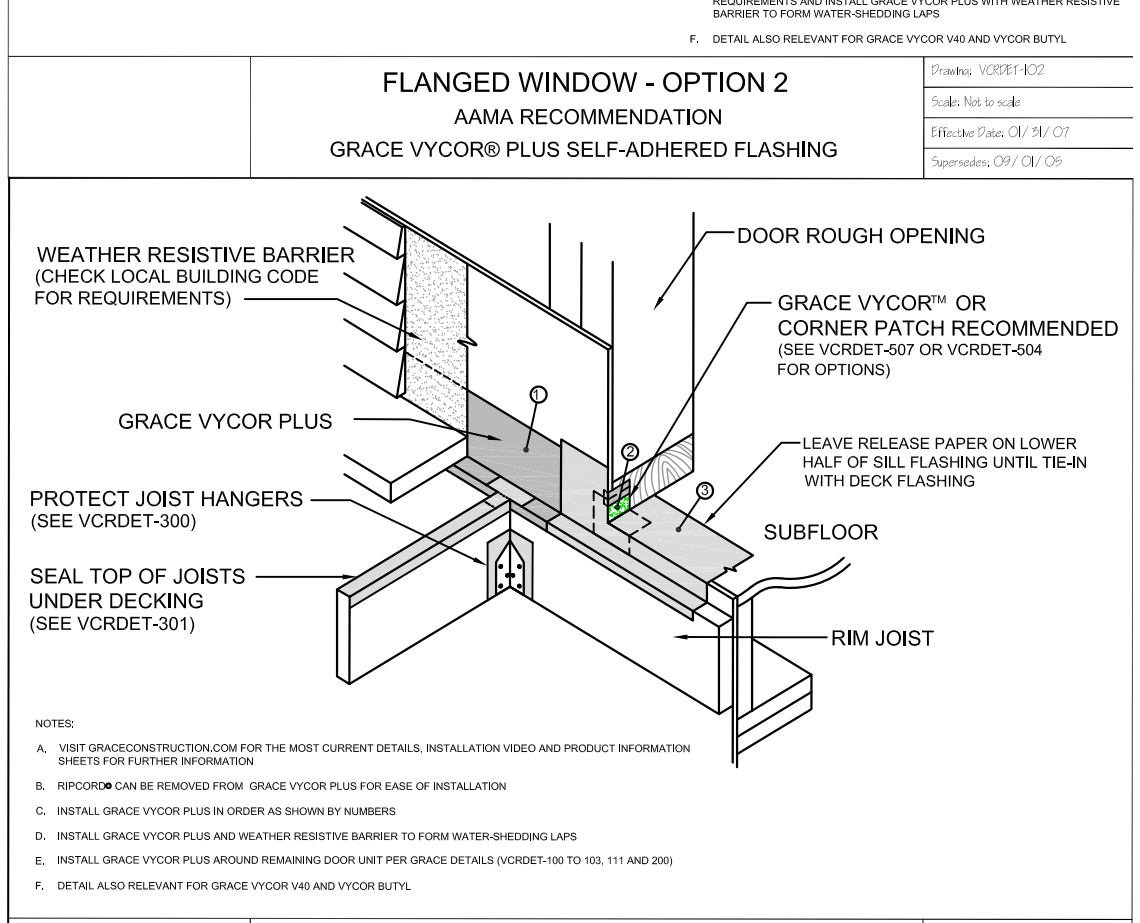 REQUIREMENTS AND INSTALL GRACE VYCOR PLUS WITH WEATHER RESISTIVE
BARRIER TO FORM WATER-SHEDDING LAPS
F. DETAIL ALSO RELEVANT FOR GRACE VYCOR V40 AND VYCOR BUTYL
FLANGED WINDOW - OPTION 2
AAMA RECOMMENDATION
GRACE VYCOR® PLUS SELF-ADHERED FLASHING
Drawing: VCRDET-102
Scale: Not to scale
Effective Date: 01/31/07
Supersedes: 09/01/05
WEATHER RESISTIVE BARRIER
(CHECK LOCAL BUILDING CODE
FOR REQUIREMENTS)
DOOR ROUGH OPENING
GRACE VYCOR™ OR
CORNER PATCH RECOMMENDED
(SEE VCRDET-507 OR VCRDET-504
FOR OPTIONS)
1
GRACE VYCOR PLUS
2
LEAVE RELEASE PAPER ON LOWER
HALF OF SILL FLASHING UNTIL TIE-IN
WITH DECK FLASHING
3
PROTECT JOIST HANGERS
(SEE VCRDET-300)
SUBFLOOR
SEAL TOP OF JOISTS
UNDER DECKING
(SEE VCRDET-301)
RIM JOIST
NOTES:
A. VISIT GRACECONSTRUCTION.COM FOR THE MOST CURRENT DETAILS, INSTALLATION VIDEO AND PRODUCT INFORMATION
SHEETS FOR FURTHER INFORMATION
B. RIPCORD® CAN BE REMOVED FROM GRACE VYCOR PLUS FOR EASE OF INSTALLATION
C. INSTALL GRACE VYCOR PLUS IN ORDER AS SHOWN BY NUMBERS
D. INSTALL GRACE VYCOR PLUS AND WEATHER RESISTIVE BARRIER TO FORM WATER-SHEDDING LAPS
E. INSTALL GRACE VYCOR PLUS AROUND REMAINING DOOR UNIT PER GRACE DETAILS (VCRDET-100 TO 103, 111 AND 200)
F. DETAIL ALSO RELEVANT FOR GRACE VYCOR V40 AND VYCOR BUTYL